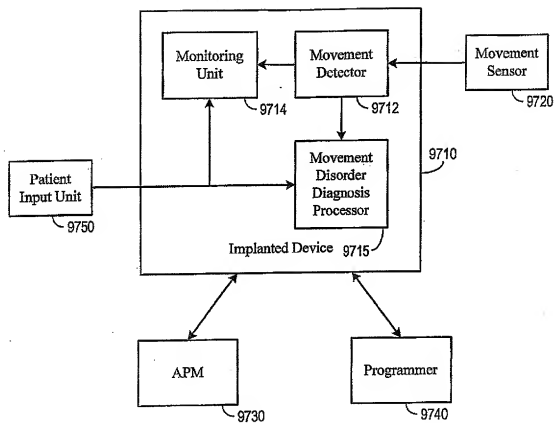 Monitoring
Unit
9714
Movement
Detector
9712
Movement
Sensor
9720
9710
Patient
Input Unit
9750
Movement
Disorder
Diagnosis
Processor
9715
Implanted Device
APM
9730
Programmer
9740